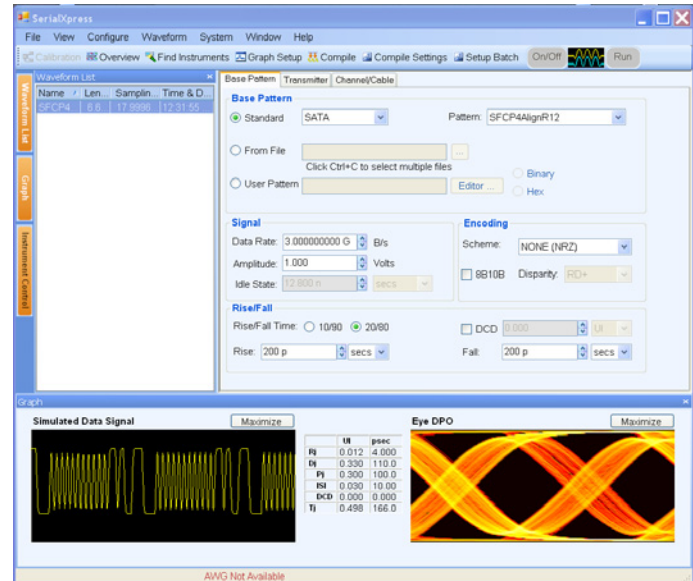 SerialXpress
File View Configure Waveform System Window Help
Calibration Overview Find Instruments Graph Setup Compile Compile Settings Setup Batch On/Off Run
Waveform List
Name Len... Samplin... Time & D...
SFCP4 6.6 17.9996 12:31:55
Waveform List
Graph
Instrument Control
Base Pattern Transmitter Channel/Cable
Base Pattern
Standard SATA Pattern: SFCP4AlignR12
From File ...
Click Ctrl+C to select multiple files
Binary
User Pattern Editor ...
Hex
Signal
Data Rate: 3.000000000 G B/s
Amplitude: 1.000 Volts
Idle State: 12.800 n secs
Encoding
Scheme: NONE (NRZ)
8B10B Disparity: RD+
Rise/Fall
Rise/Fall Time: 10/90 20/80
DCD 0.000 UI
Rise: 200 p secs
Fall: 200 p secs
Graph
Simulated Data Signal Maximize
Eye DPO Maximize
UI psec
Rj 0.012 4.000
Dj 0.330 110.0
Pj 0.300 100.0
ISI 0.030 10.00
DCD 0.000 0.000
Tj 0.498 166.0
AWG Not Available